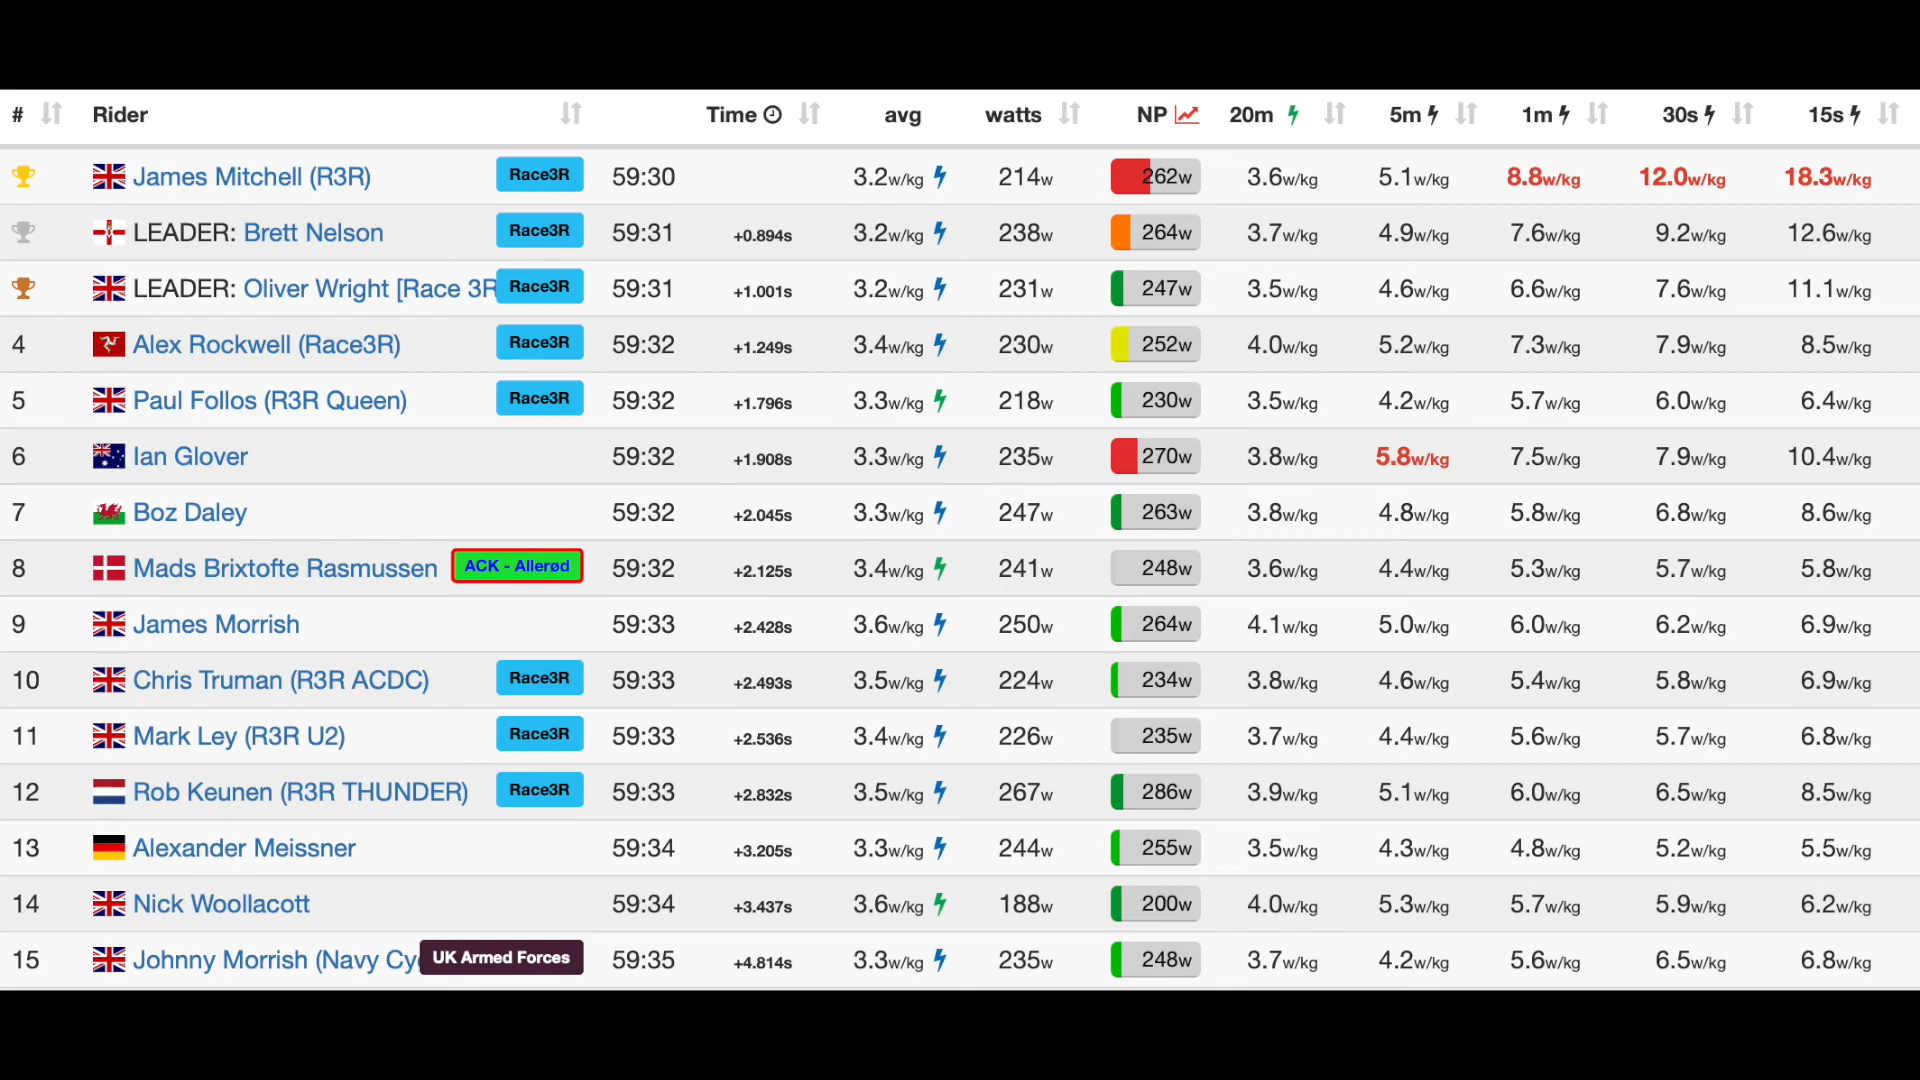 # Rider Time avg watts NP 20m 5m 1m 30s 15s
James Mitchell (R3R) Race3R 59:30 3.2w/kg 214w 262w 3.6w/kg 5.1w/kg 8.8w/kg 12.0w/kg 18.3w/kg
LEADER: Brett Nelson Race3R 59:31 +0.894s 3.2w/kg 238w 264w 3.7w/kg 4.9w/kg 7.6w/kg 9.2w/kg 12.6w/kg
LEADER: Oliver Wright [Race 3R Race3R 59:31 +1.001s 3.2w/kg 231w 247w 3.5w/kg 4.6w/kg 6.6w/kg 7.6w/kg 11.1w/kg
4 Alex Rockwell (Race3R) Race3R 59:32 +1.249s 3.4w/kg 230w 252w 4.0w/kg 5.2w/kg 7.3w/kg 7.9w/kg 8.5w/kg
5 Paul Follos (R3R Queen) Race3R 59:32 +1.796s 3.3w/kg 218w 230w 3.5w/kg 4.2w/kg 5.7w/kg 6.0w/kg 6.4w/kg
6 Ian Glover 59:32 +1.908s 3.3w/kg 235w 270w 3.8w/kg 5.8w/kg 7.5w/kg 7.9w/kg 10.4w/kg
7 Boz Daley 59:32 +2.045s 3.3w/kg 247w 263w 3.8w/kg 4.8w/kg 5.8w/kg 6.8w/kg 8.6w/kg
8 Mads Brixtofte Rasmussen ACK - Allerød 59:32 +2.125s 3.4w/kg 241w 248w 3.6w/kg 4.4w/kg 5.3w/kg 5.7w/kg 5.8w/kg
9 James Morrish 59:33 +2.428s 3.6w/kg 250w 264w 4.1w/kg 5.0w/kg 6.0w/kg 6.2w/kg 6.9w/kg
10 Chris Truman (R3R ACDC) Race3R 59:33 +2.493s 3.5w/kg 224w 234w 3.8w/kg 4.6w/kg 5.4w/kg 5.8w/kg 6.9w/kg
11 Mark Ley (R3R U2) Race3R 59:33 +2.536s 3.4w/kg 226w 235w 3.7w/kg 4.4w/kg 5.6w/kg 5.7w/kg 6.8w/kg
12 Rob Keunen (R3R THUNDER) Race3R 59:33 +2.832s 3.5w/kg 267w 286w 3.9w/kg 5.1w/kg 6.0w/kg 6.5w/kg 8.5w/kg
13 Alexander Meissner 59:34 +3.205s 3.3w/kg 244w 255w 3.5w/kg 4.3w/kg 4.8w/kg 5.2w/kg 5.5w/kg
14 Nick Woollacott 59:34 +3.437s 3.6w/kg 188w 200w 4.0w/kg 5.3w/kg 5.7w/kg 5.9w/kg 6.2w/kg
15 Johnny Morrish (Navy Cy UK Armed Forces 59:35 +4.814s 3.3w/kg 235w 248w 3.7w/kg 4.2w/kg 5.6w/kg 6.5w/kg 6.8w/kg